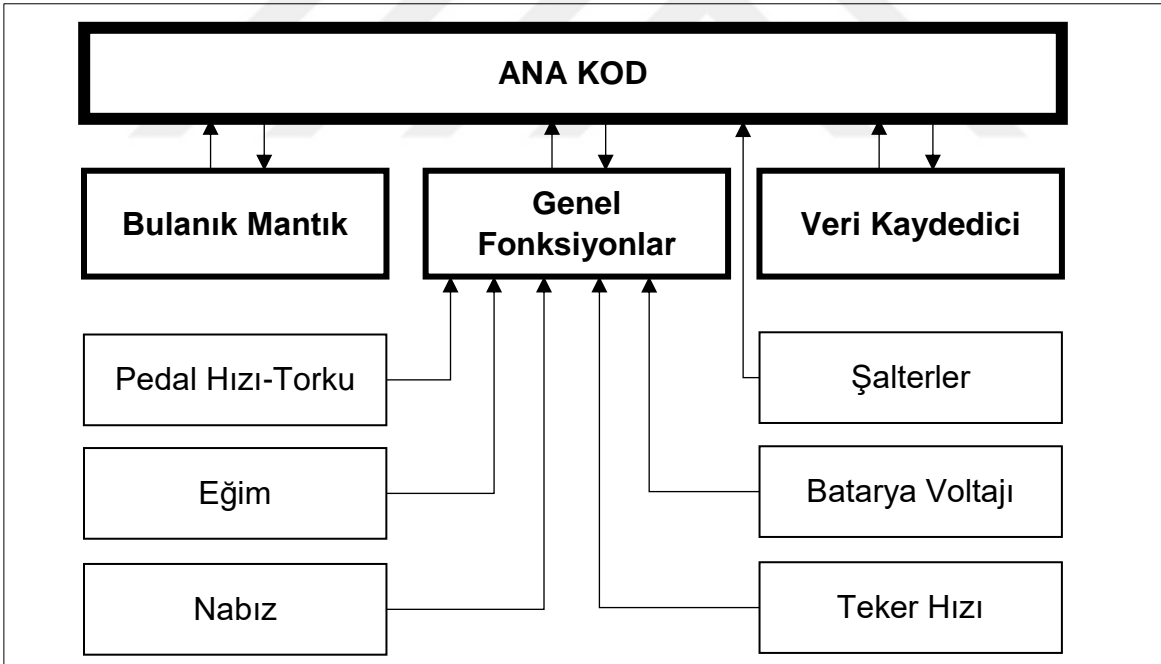 ANA KOD
Bulanık Mantık
Genel
Fonksiyonlar
Veri Kaydedici
Pedal Hızı-Torku
Şalterler
Eğim
Batarya Voltajı
Nabız
Teker Hızı